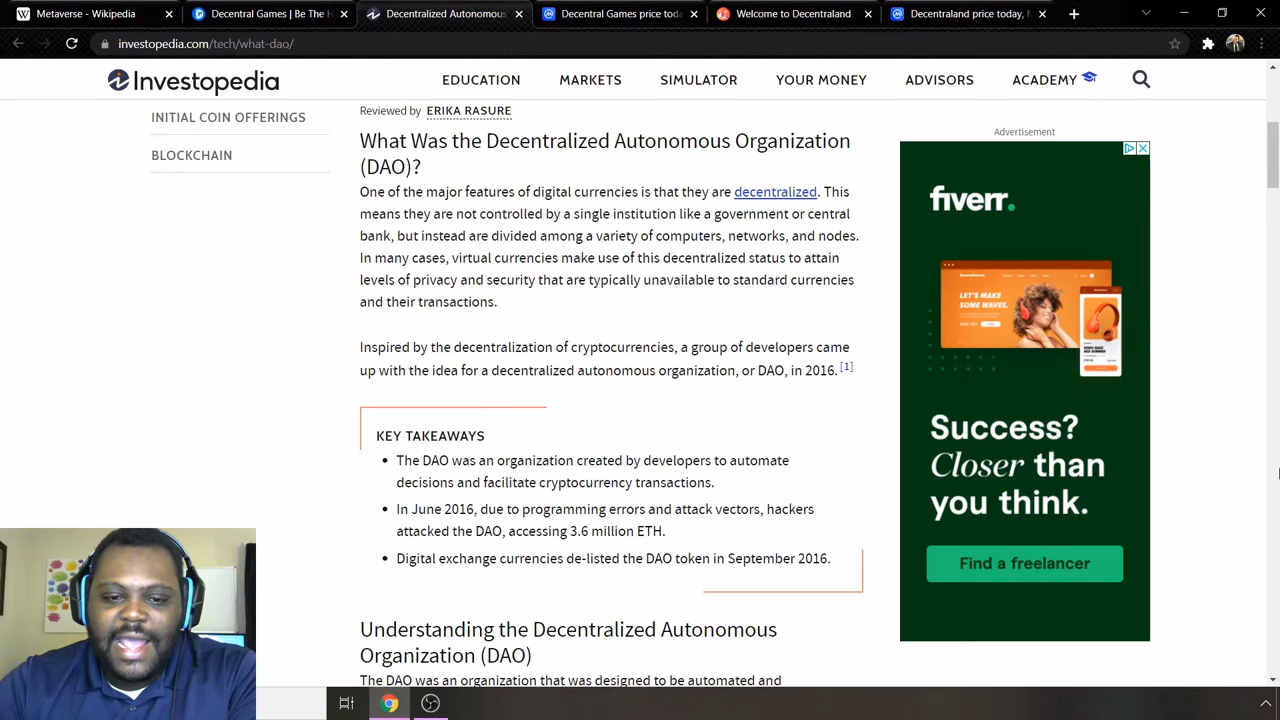 Metaverse - Wikipedia
Decentral Games | Be The H
Decentralized Autonomous
Decentral Games price today
Welcome to Decentraland
Decentraland price today, M
investopedia.com/tech/what-dao/
Investopedia
EDUCATION
MARKETS
SIMULATOR
YOUR MONEY
ADVISORS
ACADEMY
INITIAL COIN OFFERINGS
BLOCKCHAIN
Reviewed by ERIKA RASURE
What Was the Decentralized Autonomous Organization
(DAO)?
One of the major features of digital currencies is that they are decentralized. This
means they are not controlled by a single institution like a government or central
bank, but instead are divided among a variety of computers, networks, and nodes.
In many cases, virtual currencies make use of this decentralized status to attain
levels of privacy and security that are typically unavailable to standard currencies
and their transactions.
Inspired by the decentralization of cryptocurrencies, a group of developers came
up with the idea for a decentralized autonomous organization, or DAO, in 2016. [1]
KEY TAKEAWAYS
• The DAO was an organization created by developers to automate
decisions and facilitate cryptocurrency transactions.
• In June 2016, due to programming errors and attack vectors, hackers
attacked the DAO, accessing 3.6 million ETH.
• Digital exchange currencies de-listed the DAO token in September 2016.
Understanding the Decentralized Autonomous
Organization (DAO)
The DAO was an organization that was designed to be automated and
Advertisement
fiverr.
LET'S MAKE
SOME WAVES.
Success?
Closer than
you think.
Find a freelancer